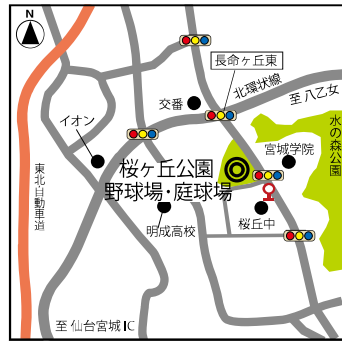 N
長命ヶ丘東
北環状線
至 八乙女
交番
イオン
水の森公園
宮城学院
桜ヶ丘公園
野球場・庭球場
東北自動車道
桜丘中
明成高校
至 仙台宮城 IC